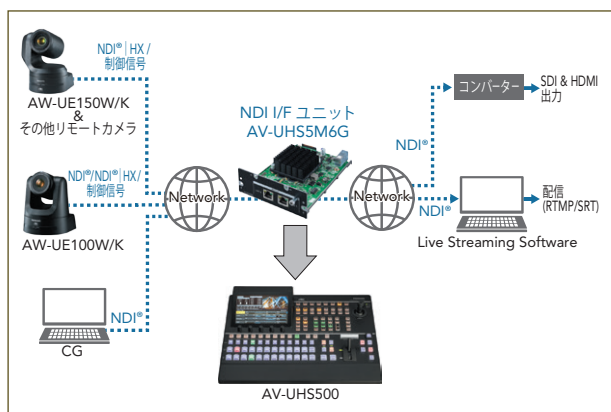 NDI®|HX /
制御信号
AW-UE150W/K
&
その他リモートカメラ
NDI®/NDI®|HX/
制御信号
AW-UE100W/K
NDI®
CG
Network
NDI I/F ユニット
AV-UHS5M6G
AV-UHS500
Network
NDI®
コンバーター
SDI & HDMI
出力
NDI®
Live Streaming Software
配信
(RTMP/SRT)